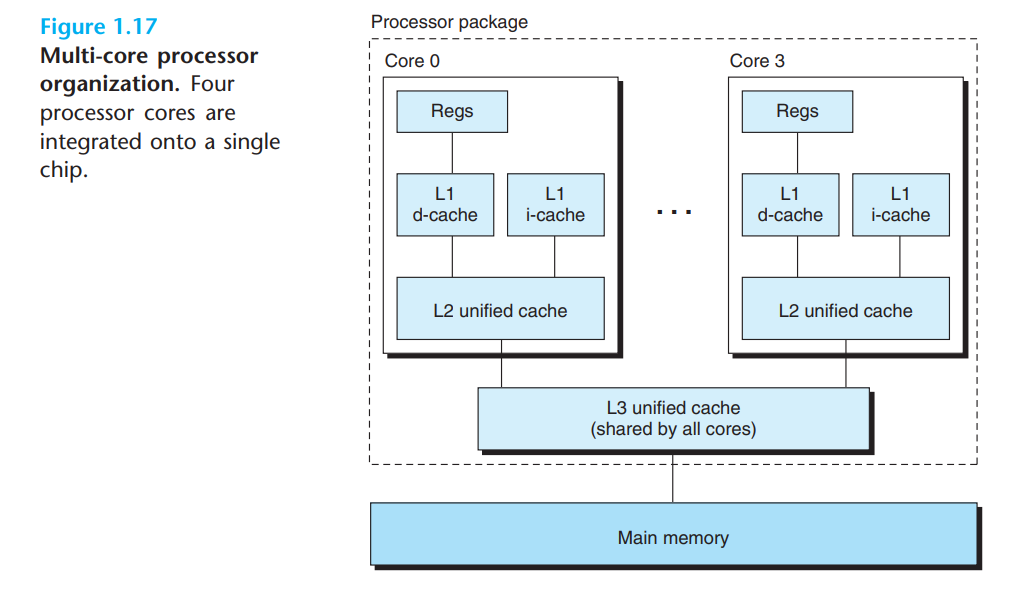 Figure 1.17
Multi-core processor
organization. Four
processor cores are
integrated onto a single
chip.
Processor package
Core 0
Regs
L1
d-cache
L1
i-cache
L2 unified cache
. . .
Core 3
Regs
L1
d-cache
L1
i-cache
L2 unified cache
L3 unified cache
(shared by all cores)
Main memory